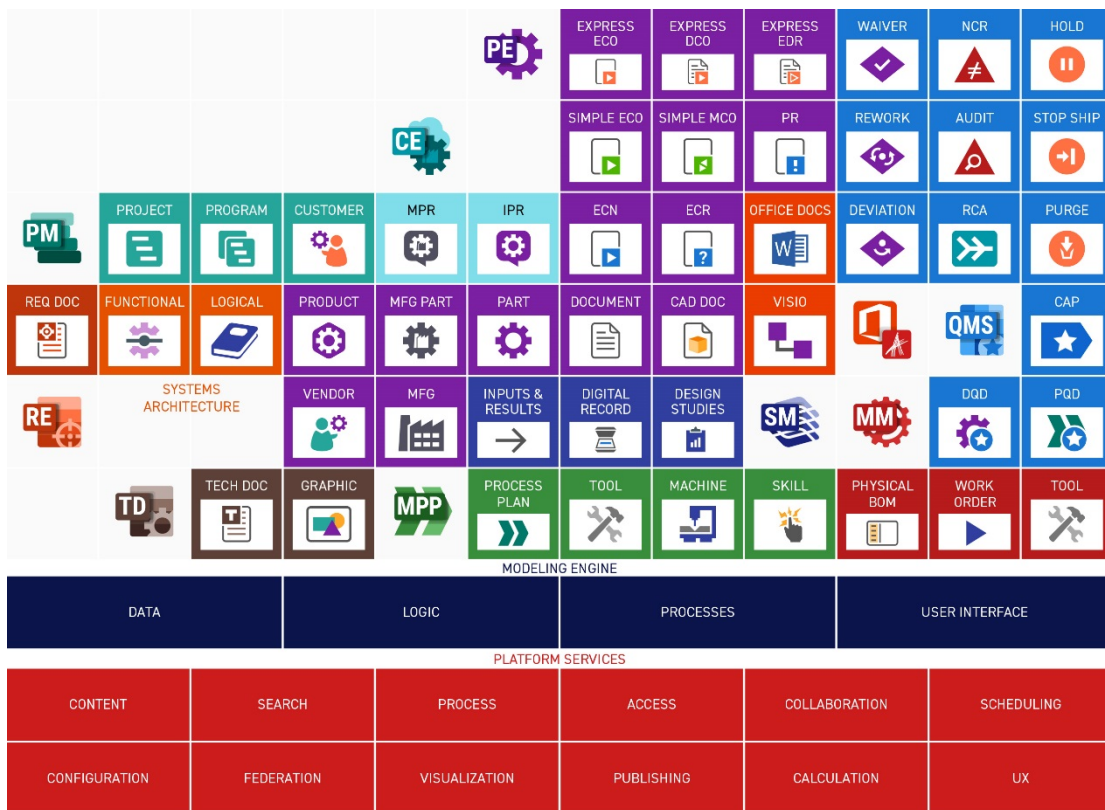 PE
EXPRESS
ECO
EXPRESS
DCO
EXPRESS
EDR
WAIVER
NCR
HOLD
CE
SIMPLE ECO
SIMPLE MCO
PR
REWORK
AUDIT
STOP SHIP
PM
PROJECT
PROGRAM
CUSTOMER
MPR
IPR
ECN
ECR
OFFICE DOCS
W
DEVIATION
RCA
PURGE
REQ DOC
FUNCTIONAL
LOGICAL
PRODUCT
MFG PART
PART
DOCUMENT
CAD DOC
VISIO
QMS
CAP
RE
SYSTEMS
ARCHITECTURE
VENDOR
MFG
INPUTS &
RESULTS
DIGITAL
RECORD
DESIGN
STUDIES
SM
MM
DQD
PQD
TD
TECH DOC
T
GRAPHIC
MPP
PROCESS
PLAN
TOOL
MACHINE
SKILL
PHYSICAL
BOM
WORK
ORDER
TOOL
MODELING ENGINE
DATA
LOGIC
PROCESSES
USER INTERFACE
PLATFORM SERVICES
CONTENT
SEARCH
PROCESS
ACCESS
COLLABORATION
SCHEDULING
CONFIGURATION
FEDERATION
VISUALIZATION
PUBLISHING
CALCULATION
UX